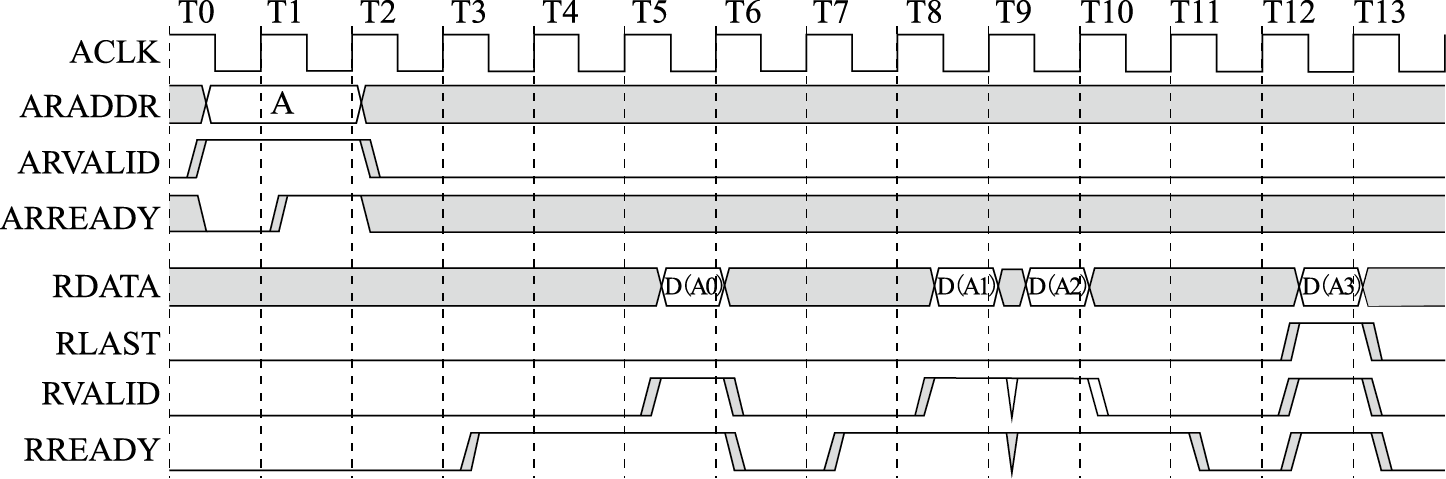 T0 T1 T2 T3 T4 T5 T6 T7 T8 T9 T10 T11 T12 T13
ACLK
ARADDR A
ARVALID
ARREADY
RDATA D(A0) D(A1) D(A2) D(A3)
RLAST
RVALID
RREADY